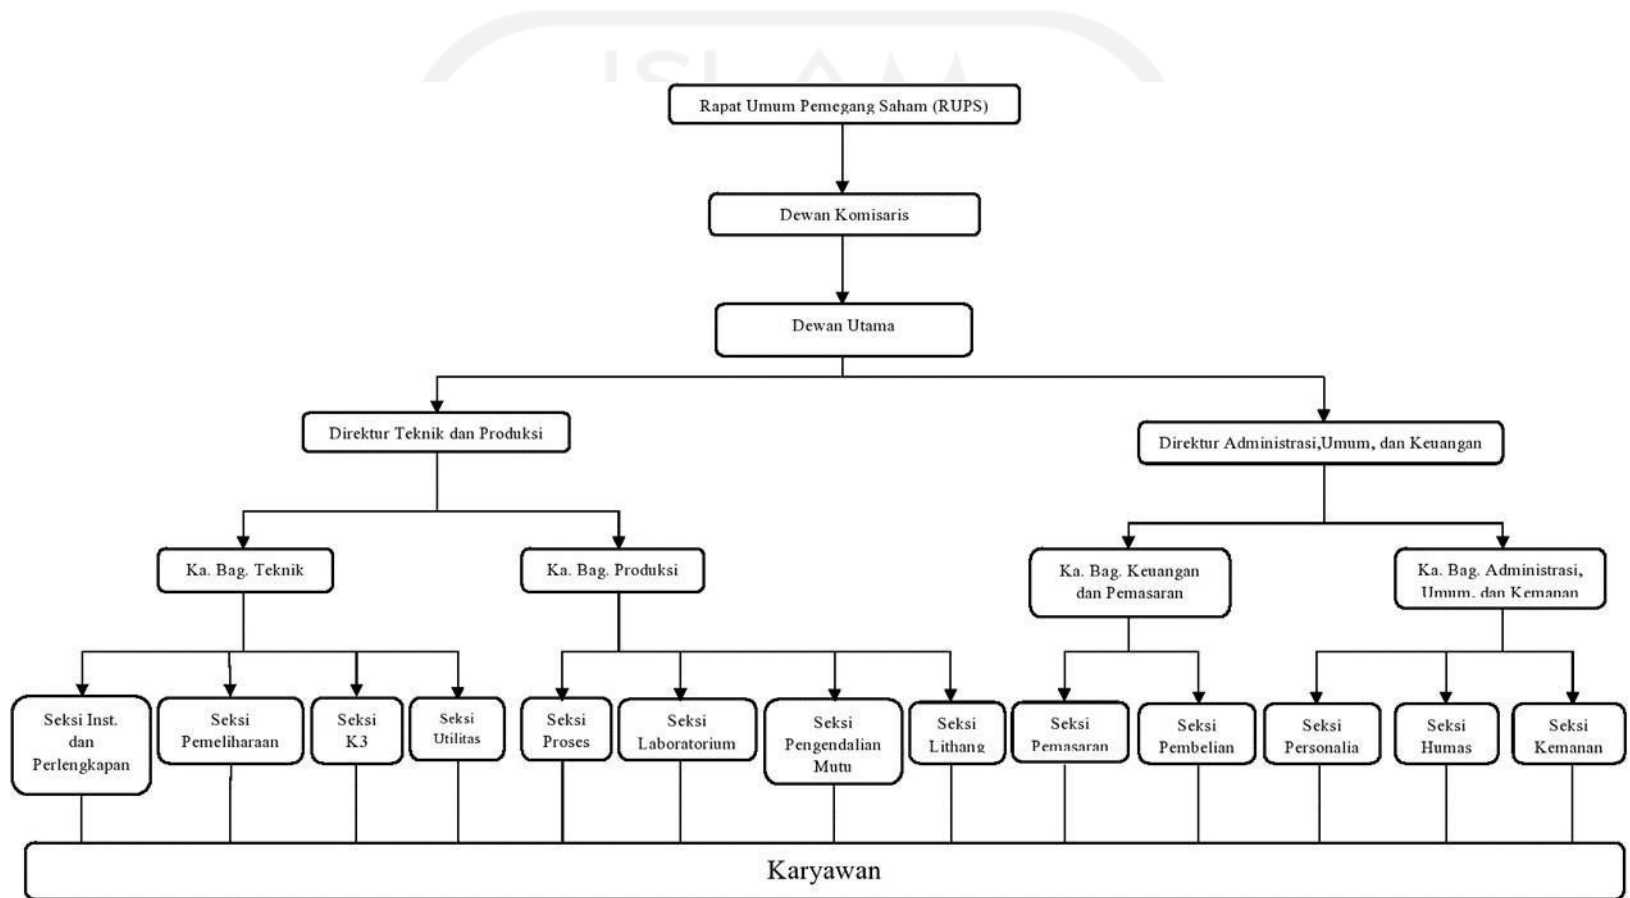 ISLAM
Rapat Umum Pemegang Saham (RUPS)
Dewan Komisaris
Dewan Utama
Direktur Teknik dan Produksi
Direktur Administrasi,Umum, dan Keuangan
Ka. Bag. Teknik
Ka. Bag. Produksi
Ka. Bag. Keuangan
dan Pemasaran
Ka. Bag. Administrasi,
Umum. dan Kemanan
Seksi Inst.
dan
Perlengkapan
Seksi
Pemeliharaan
Seksi
K3
Seksi
Utilitas
Seksi
Proses
Seksi
Laboratorium
Seksi
Pengendalian
Mutu
Seksi
Lithang
Seksi
Pemasaran
Seksi
Pembelian
Seksi
Personalia
Seksi
Humas
Seksi
Kemanan
Karyawan